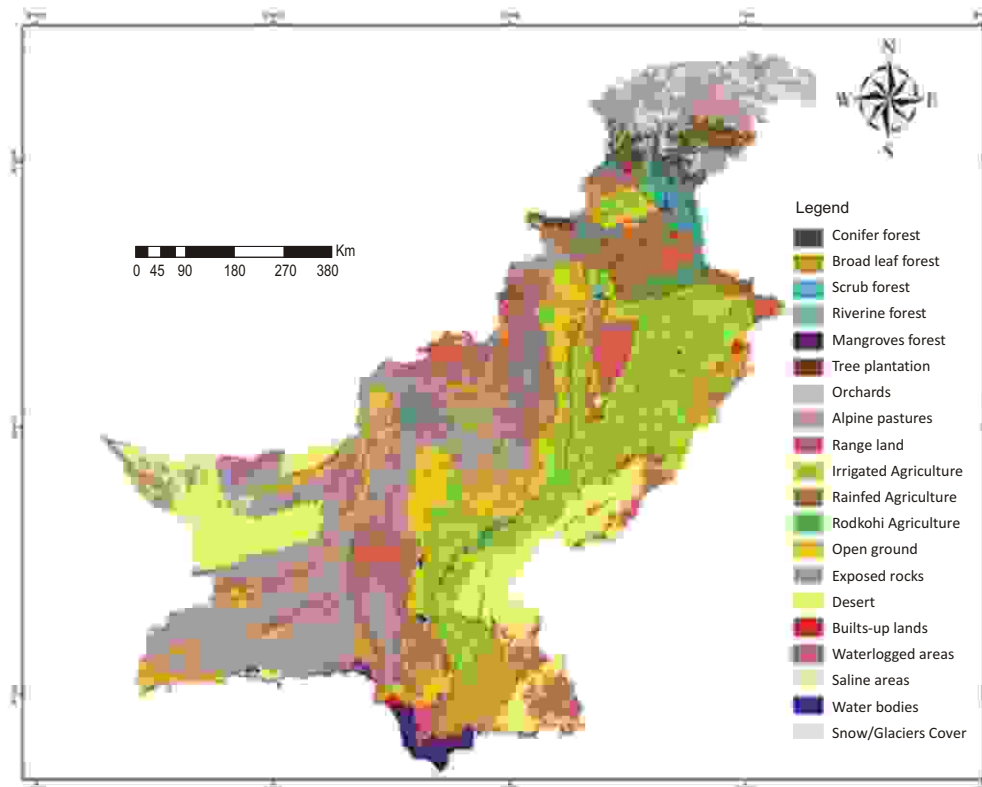 N
W E
S
Km
0 45 90 180 270 380
Legend
Conifer forest
Broad leaf forest
Scrub forest
Riverine forest
Mangroves forest
Tree plantation
Orchards
Alpine pastures
Range land
Irrigated Agriculture
Rainfed Agriculture
Rodkohi Agriculture
Open ground
Exposed rocks
Desert
Builts-up lands
Waterlogged areas
Saline areas
Water bodies
Snow/Glaciers Cover